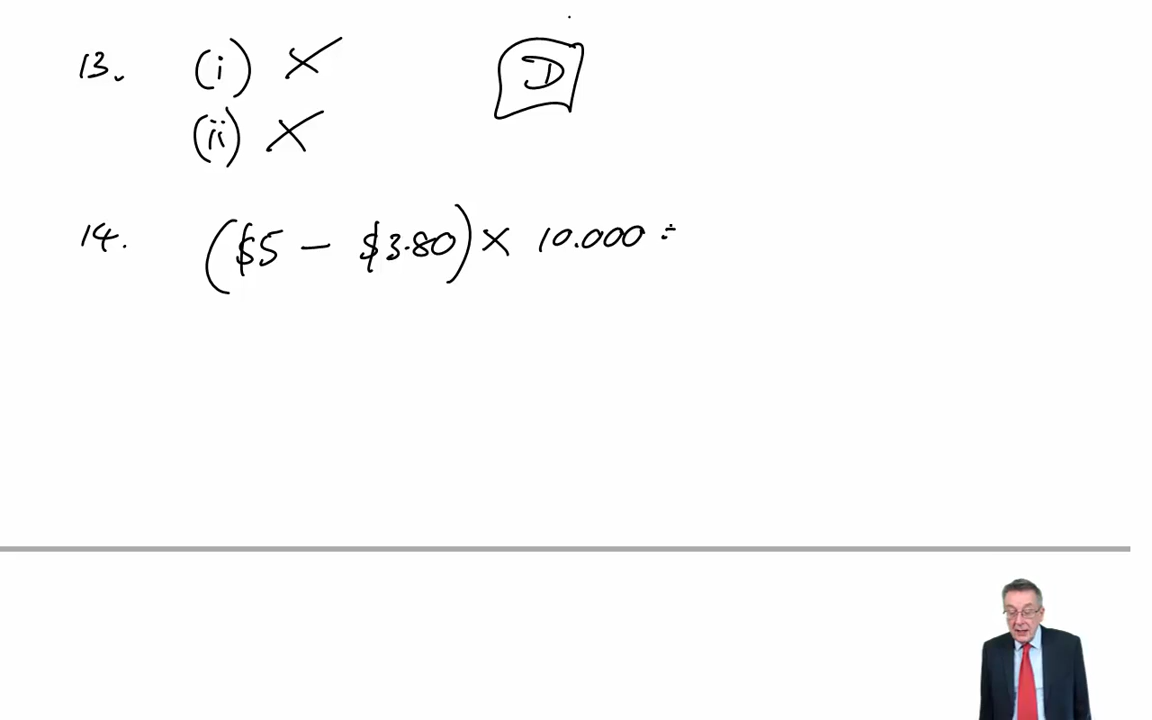 13. (i) X D
(ii) X
14. ($5 - $3.80) X 10.000 ÷